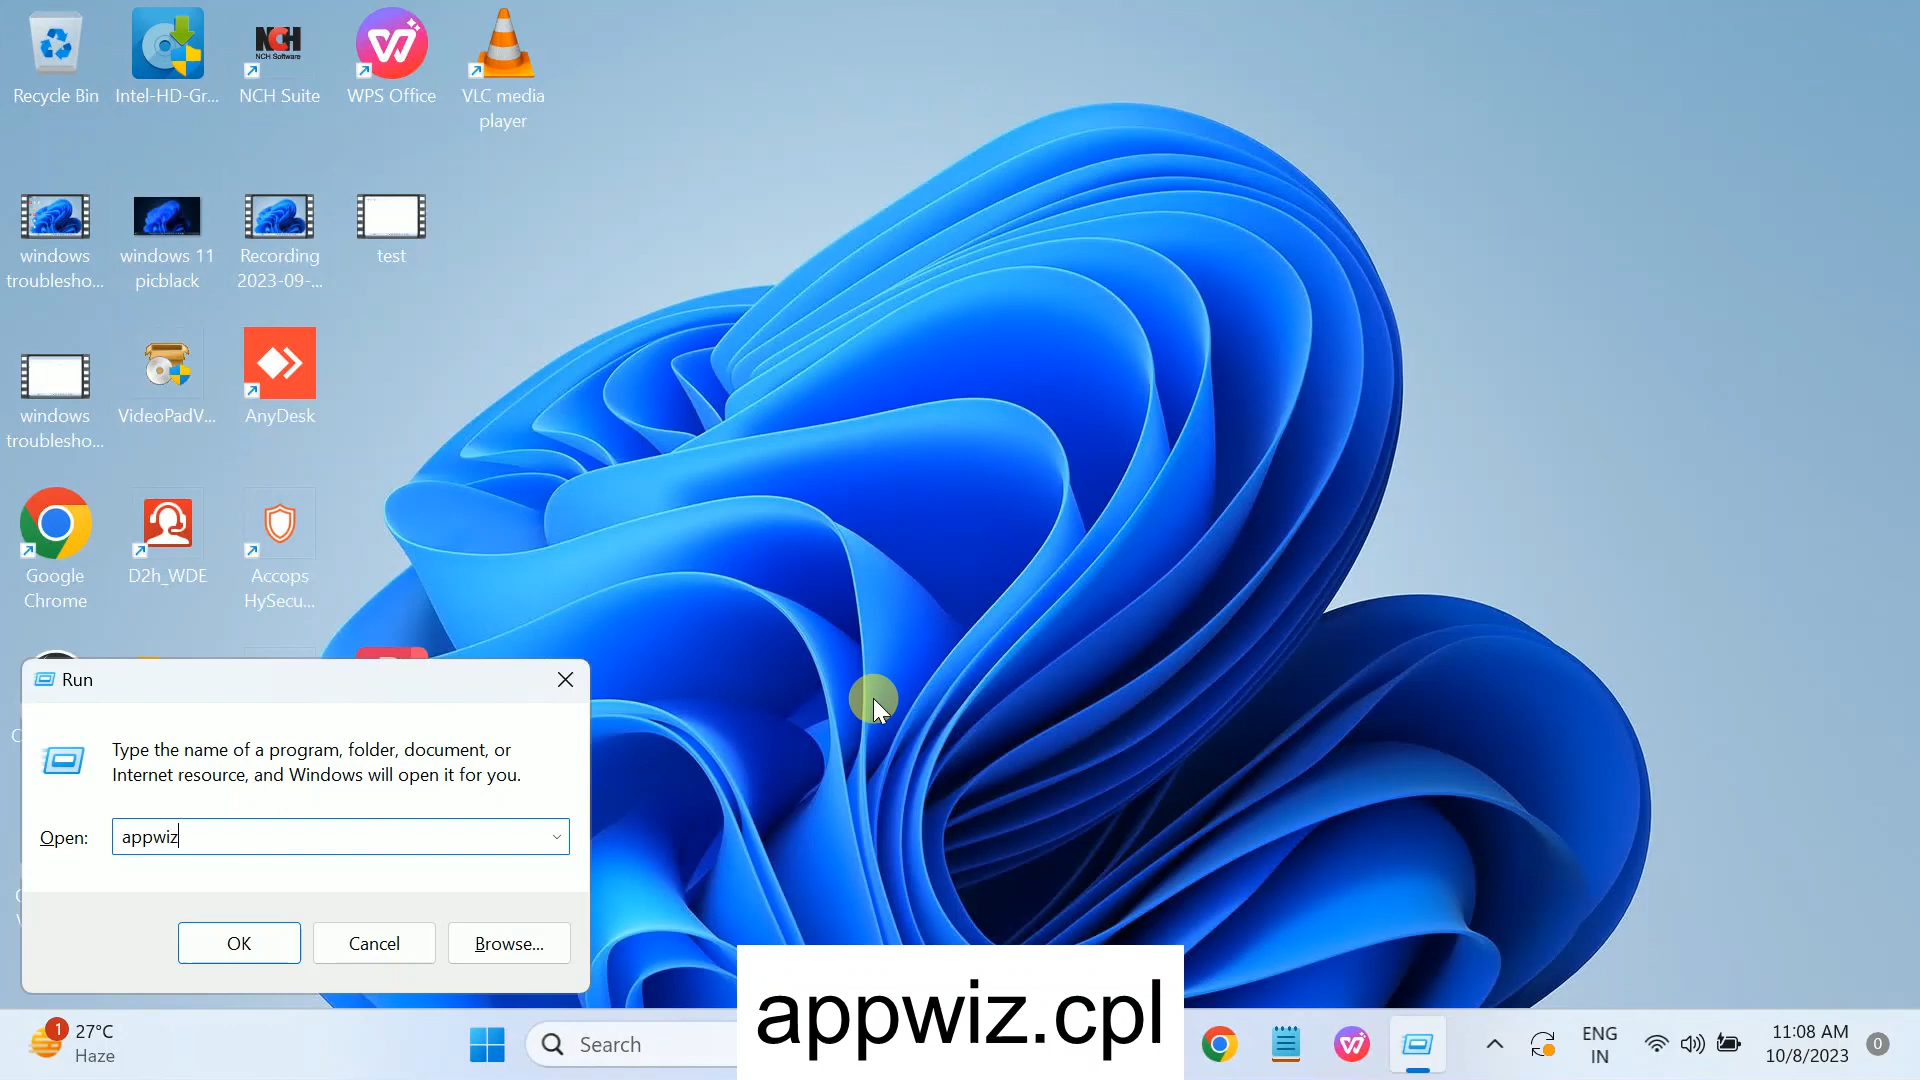 Recycle Bin
Intel-HD-Gr...
NCH
NCH Software
NCH Suite
WPS Office
VLC media
player
windows
troublesho...
windows 11
picblack
Recording
2023-09-...
test
windows
troublesho...
VideoPadV...
AnyDesk
Google
Chrome
D2h_WDE
Accops
HySecu...
Run
Type the name of a program, folder, document, or
Internet resource, and Windows will open it for you.
Open:
appwiz
OK
Cancel
Browse...
appwiz.cpl
1
27°C
Haze
Search
ENG
IN
11:08 AM
10/8/2023
0